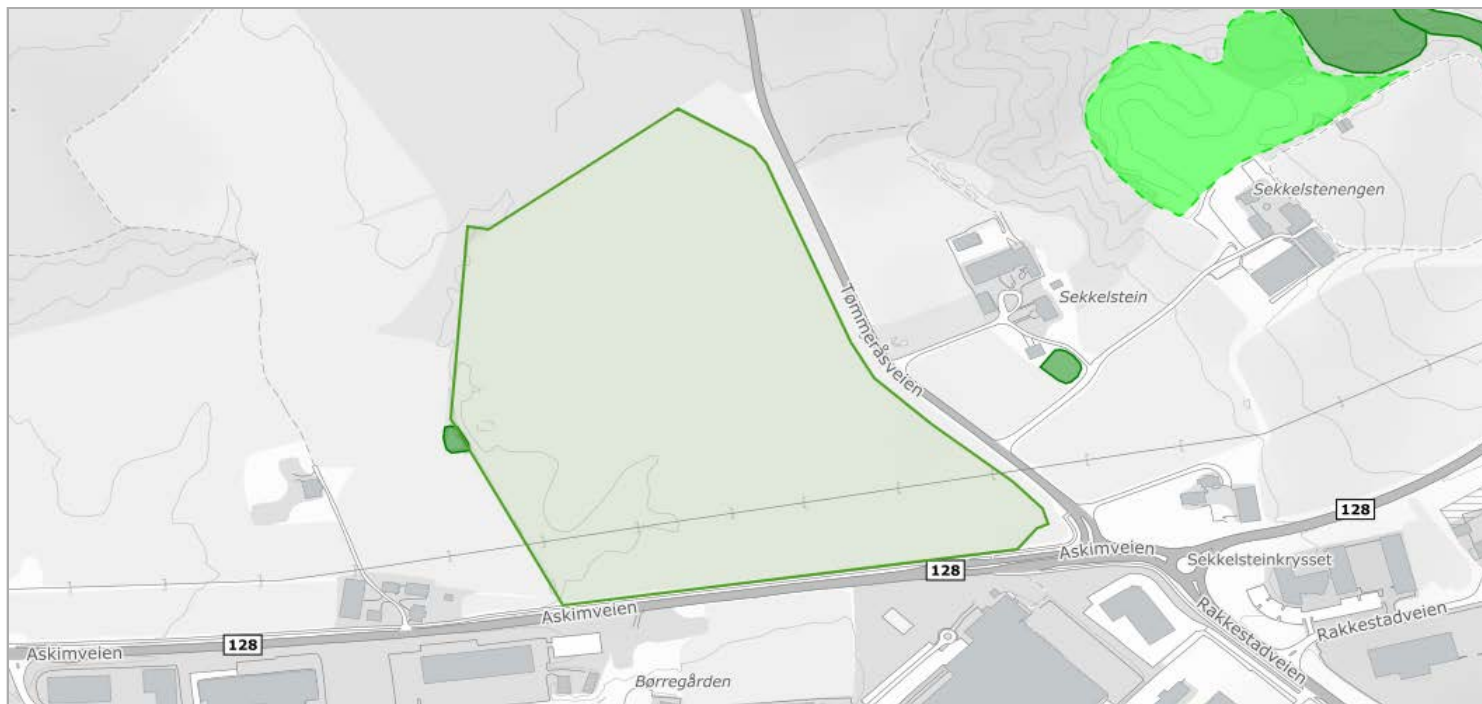 Sekkelstenengen
Sekkelstein
Tømmeråsveien
128
Askimveien
Sekkelsteinkrysset
128
Askimveien
Rakkestadveien
Rakkestadveien
128
Askimveien
Børregården